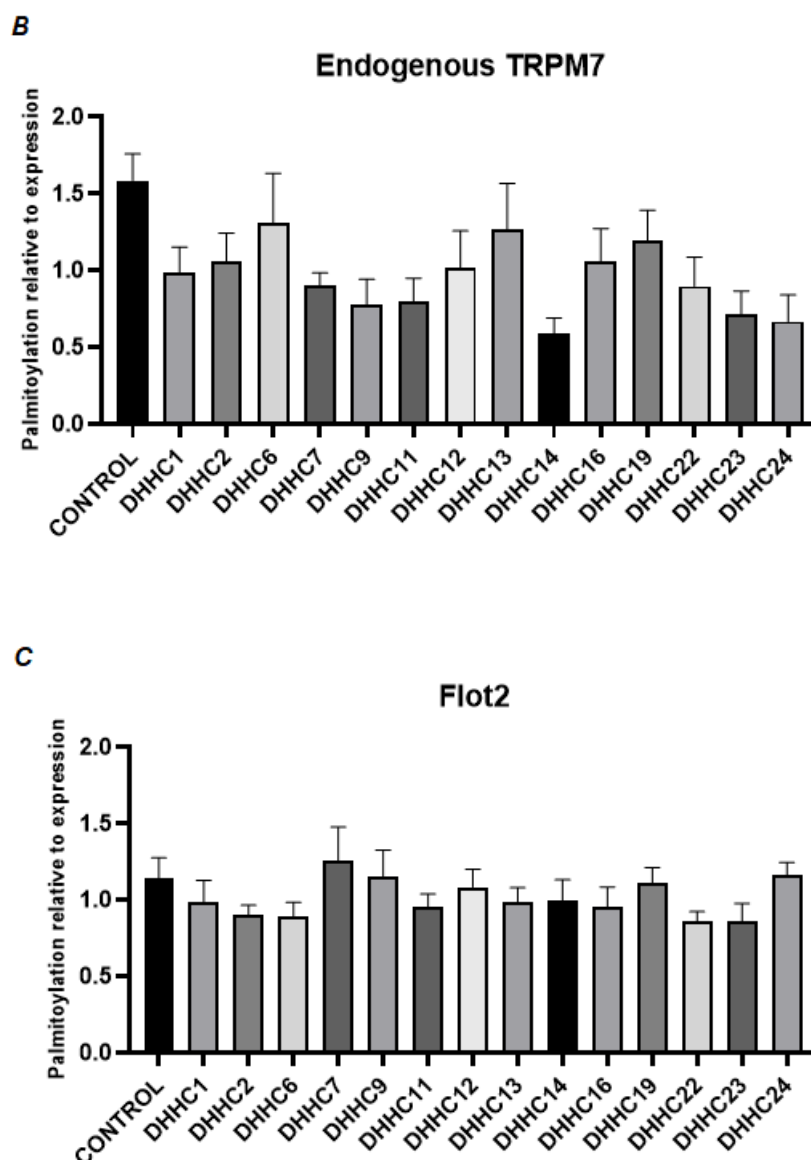 B
Endogenous TRPM7
Palmitoylation relative to expression
2.0
1.5
1.0
0.5
0.0
CONTROL
DHHC1
DHHC2
DHHC6
DHHC7
DHHC9
DHHC11
DHHC12
DHHC13
DHHC14
DHHC16
DHHC19
DHHC22
DHHC23
DHHC24
C
Flot2
Palmitoylation relative to expression
2.0
1.5
1.0
0.5
0.0
CONTROL
DHHC1
DHHC2
DHHC6
DHHC7
DHHC9
DHHC11
DHHC12
DHHC13
DHHC14
DHHC16
DHHC19
DHHC22
DHHC23
DHHC24